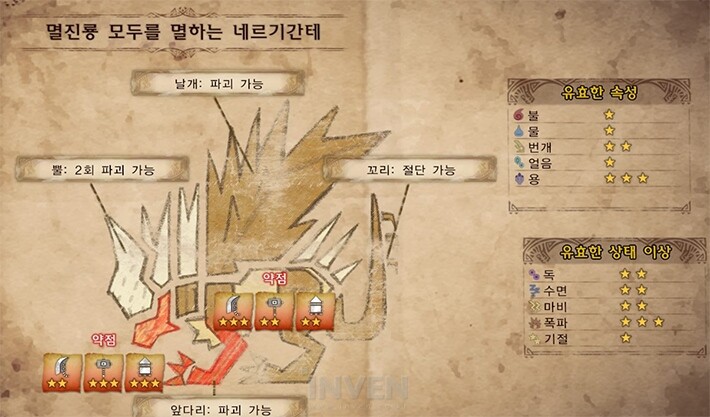 멸진룡 모두를 멸하는 네르기간테
날개: 파괴 가능
뿔: 2회 파괴 가능
꼬리: 절단 가능
약점
약점
앞다리: 파괴 가능
유효한 속성
불 ★
물 ★
번개 ★★
얼음 ★
용 ★★★
유효한 상태 이상
독 ★★
수면 ★★
마비 ★★
폭파 ★★★
기절 ★
INVEN